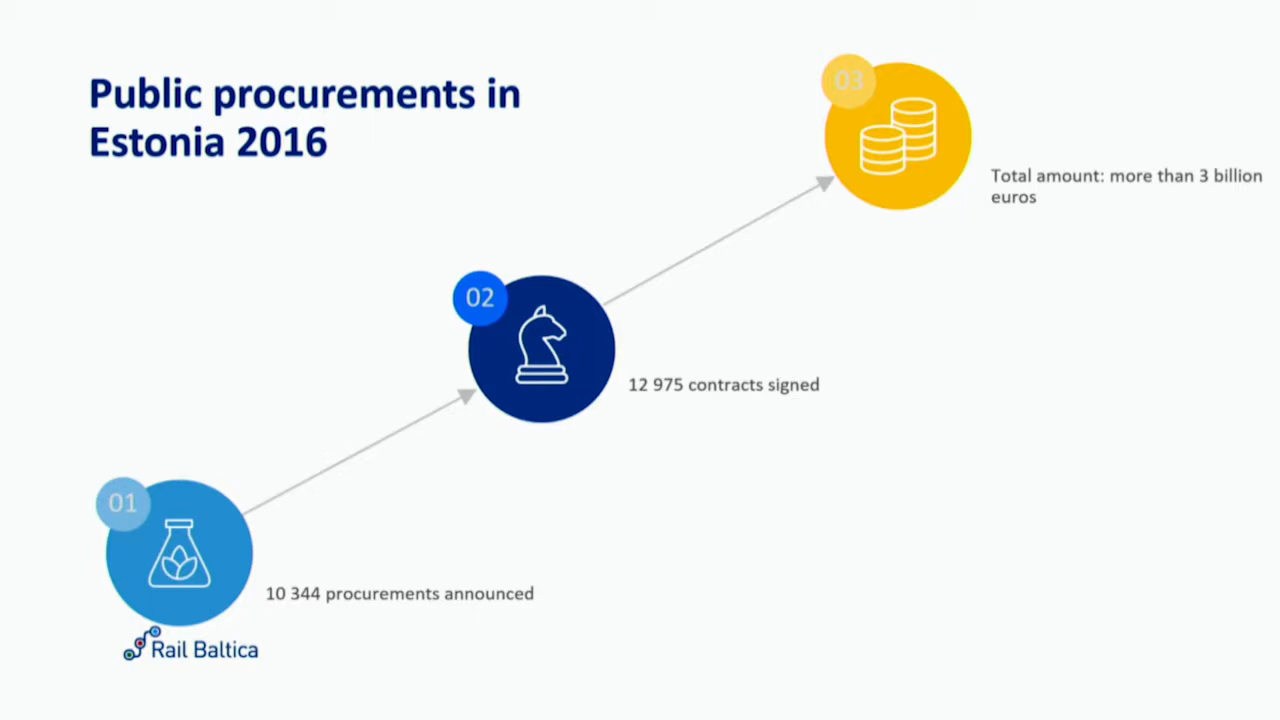 Public procurements in
Estonia 2016
03
Total amount: more than 3 billion
euros
02
12 975 contracts signed
01
10 344 procurements announced
Rail Baltica